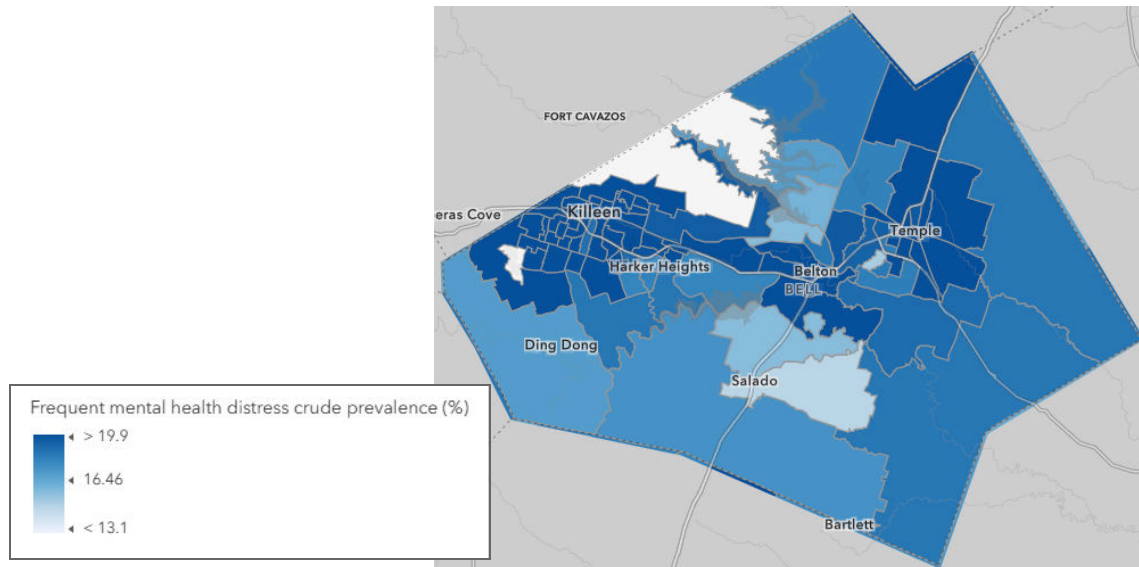 FORT CAVAZOS
Killeen
eras Cove
Temple
Harker Heights
Belton
BELL
Ding Dong
Salado
Bartlett
Frequent mental health distress crude prevalence (%)
> 19.9
16.46
< 13.1